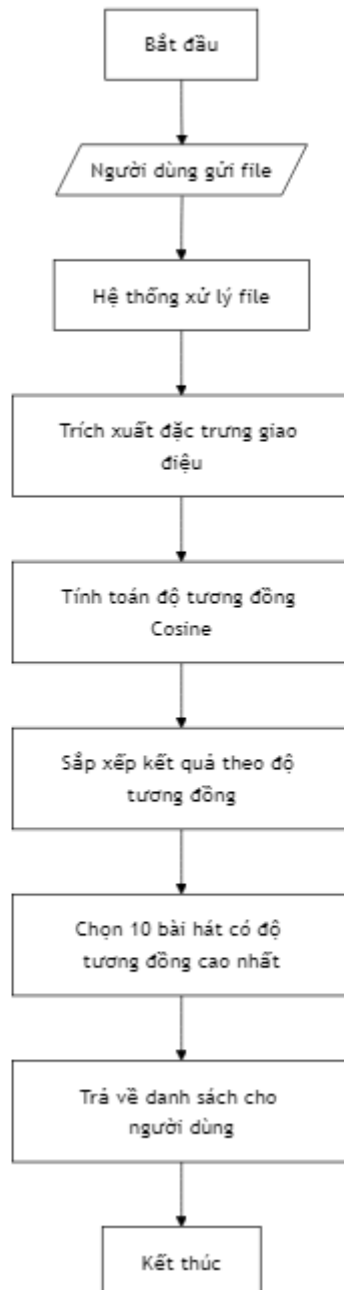 Bắt đầu
Người dùng gửi file
Hệ thống xử lý file
Trích xuất đặc trưng giao
điệu
Tính toán độ tương đồng
Cosine
Sắp xếp kết quả theo độ
tương đồng
Chọn 10 bài hát có độ
tương đồng cao nhất
Trả về danh sách cho
người dùng
Kết thúc